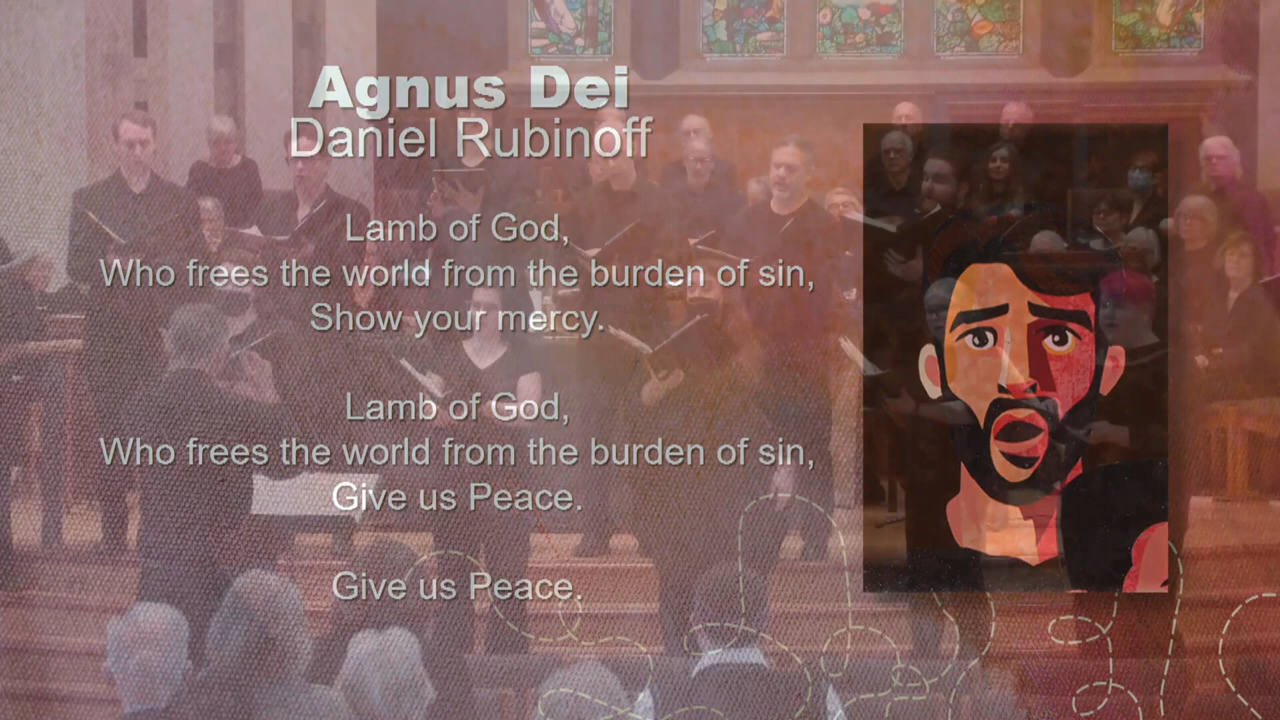 Agnus Dei
Daniel Rubinoff
Lamb of God,
Who frees the world from the burden of sin,
Show your mercy.
Lamb of God,
Who frees the world from the burden of sin,
Give us Peace.
Give us Peace.